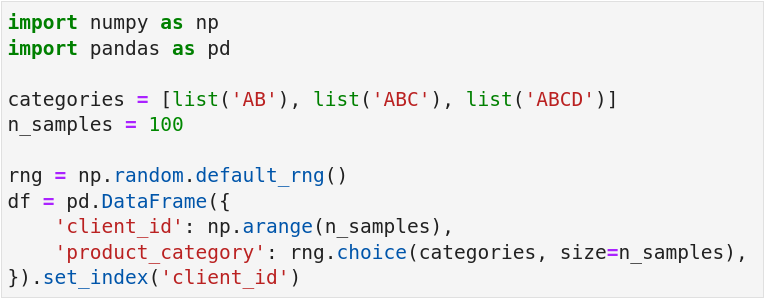 import numpy as np
import pandas as pd

categories = [list('AB'), list('ABC'), list('ABCD')]
n_samples = 100

rng = np.random.default_rng()
df = pd.DataFrame({
    'client_id': np.arange(n_samples),
    'product_category': rng.choice(categories, size=n_samples),
}).set_index('client_id')